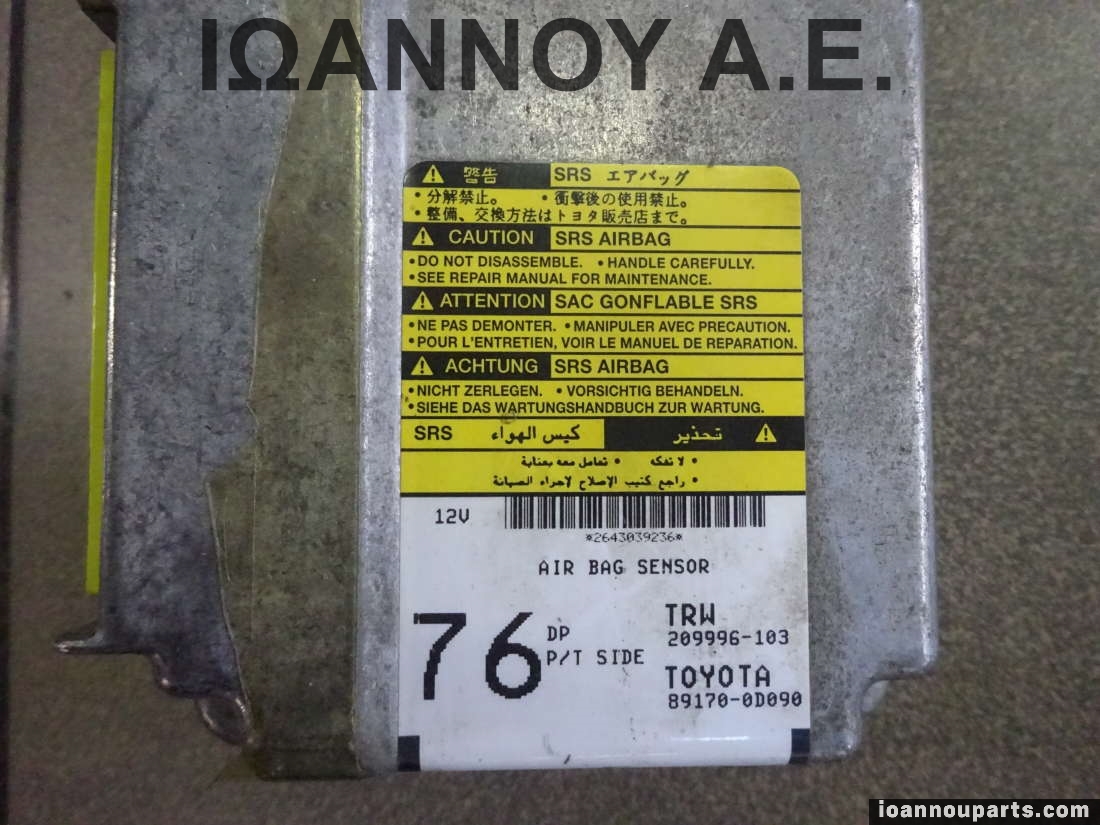 ΙΩΑΝΝΟΥ Α.Ε.
警告 SRS エアバッグ
・分解禁止。 ・衝撃後の使用禁止。
・整備、交換方法はトヨタ販売店まで。
CAUTION SRS AIRBAG
•DO NOT DISASSEMBLE. •HANDLE CAREFULLY.
•SEE REPAIR MANUAL FOR MAINTENANCE.
ATTENTION SAC GONFLABLE SRS
•NE PAS DEMONTER. •MANIPULER AVEC PRECAUTION.
•POUR L'ENTRETIEN, VOIR LE MANUEL DE REPARATION.
ACHTUNG SRS AIRBAG
•NICHT ZERLEGEN. •VORSICHTIG BEHANDELN.
•SIEHE DAS WARTUNGSHANDBUCH ZUR WARTUNG.
تحذير كيس الهواء SRS
• لا تفكه • تعامل معه بعناية
• راجع كتيب الإصلاح لإجراء الصيانة
12V
*2643039236*
AIR BAG SENSOR
76 DP
P/T SIDE
TRW
209996-103
TOYOTA
89170-0D090
ioannouparts.com